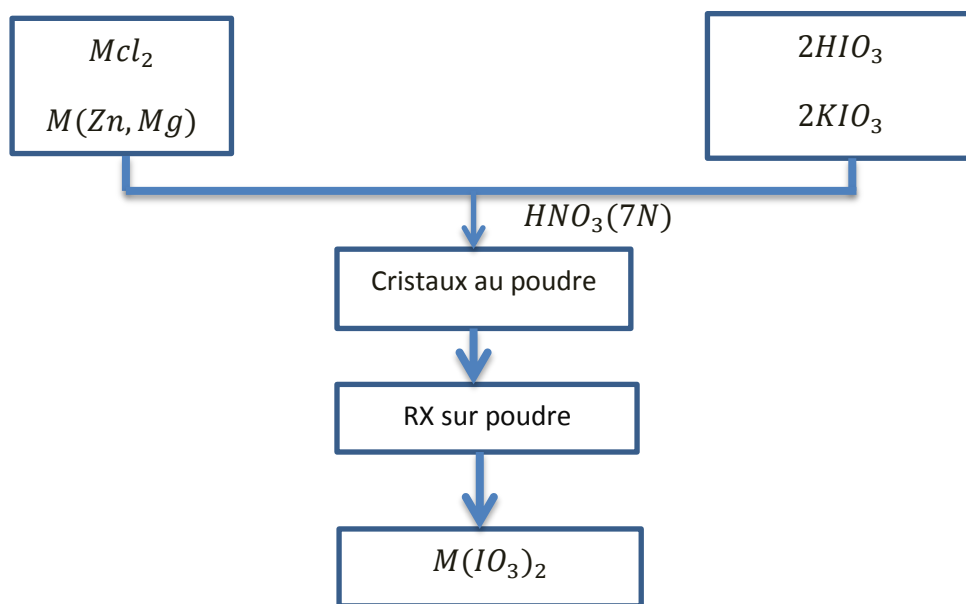 Mcl₂
M(Zn, Mg)
2HIO₃
2KIO₃
HNO₃(7N)
Cristaux au poudre
RX sur poudre
M(IO₃)₂